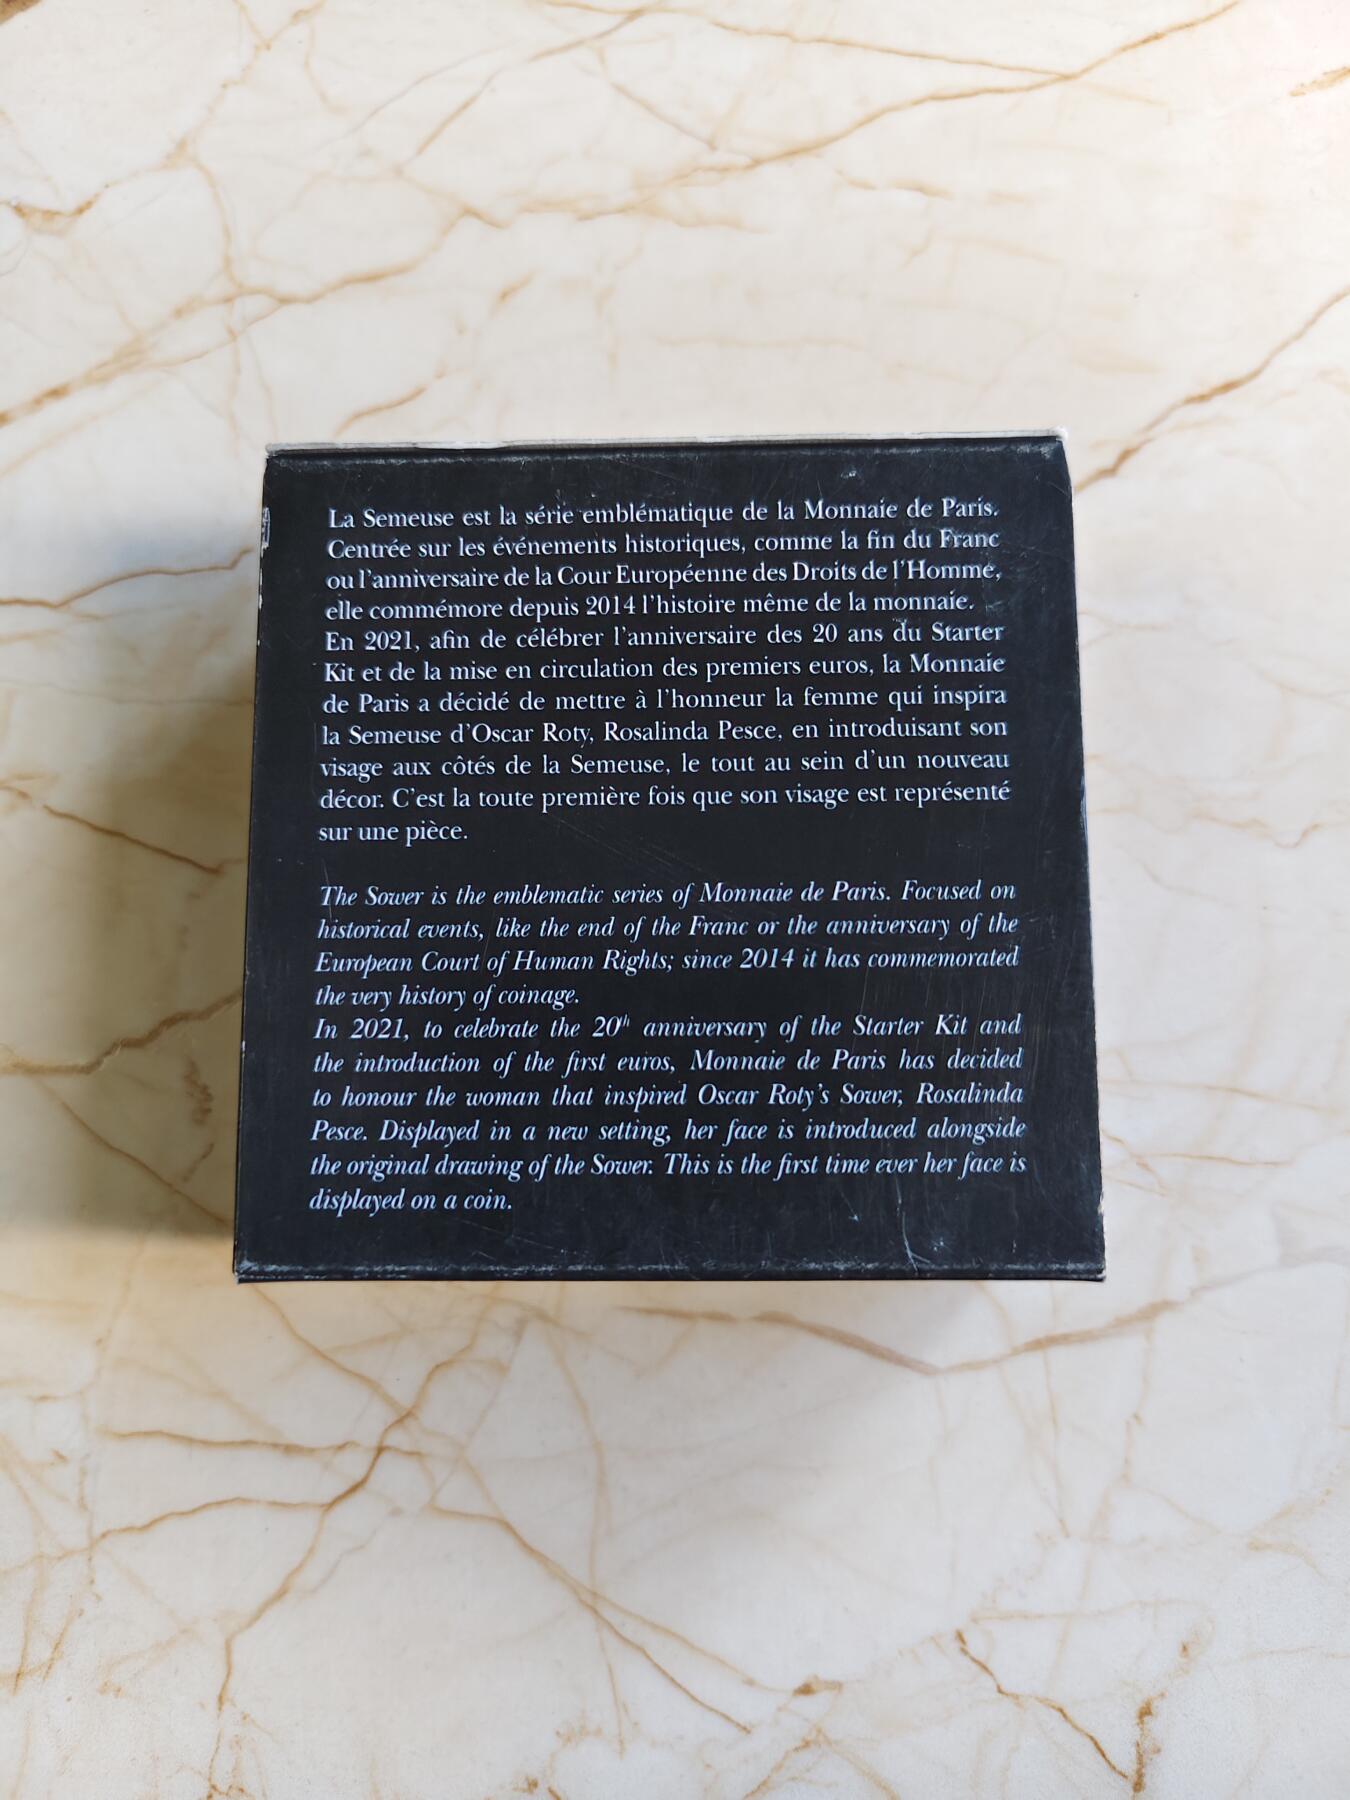 La Semeuse est la série emblématique de la Monnaie de Paris.
Centrée sur les événements historiques, comme la fin du Franc
ou l'anniversaire de la Cour Européenne des Droits de l'Homme,
elle commémore depuis 2014 l'histoire même de la monnaie.
En 2021, afin de célébrer l'anniversaire des 20 ans du Starter
Kit et de la mise en circulation des premiers euros, la Monnaie
de Paris a décidé de mettre à l'honneur la femme qui inspira
la Semeuse d'Oscar Roty, Rosalinda Pesce, en introduisant son
visage aux côtés de la Semeuse, le tout au sein d'un nouveau
décor. C'est la toute première fois que son visage est représenté
sur une pièce.
The Sower is the emblematic series of Monnaie de Paris. Focused on
historical events, like the end of the Franc or the anniversary of the
European Court of Human Rights; since 2014 it has commemorated
the very history of coinage.
In 2021, to celebrate the 20th anniversary of the Starter Kit and
the introduction of the first euros, Monnaie de Paris has decided
to honour the woman that inspired Oscar Roty's Sower, Rosalinda
Pesce. Displayed in a new setting, her face is introduced alongside
the original drawing of the Sower. This is the first time ever her face is
displayed on a coin.